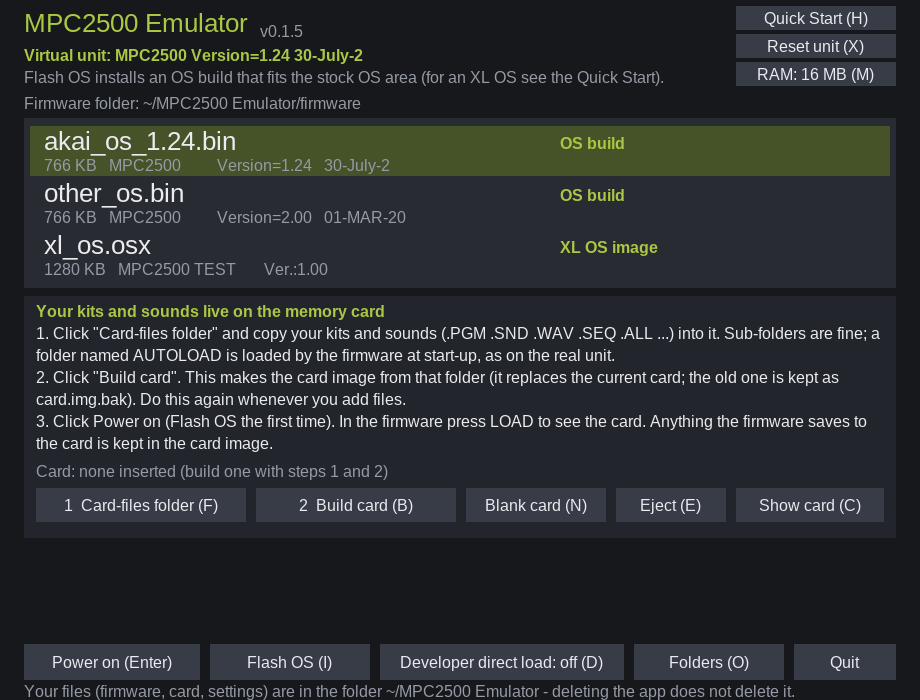 MPC2500 Emulator v0.1.5
Quick Start (H)
Virtual unit: MPC2500 Version=1.24 30-July-2
Reset unit (X)
Flash OS installs an OS build that fits the stock OS area (for an XL OS see the Quick Start).
RAM: 16 MB (M)
Firmware folder: ~/MPC2500 Emulator/firmware
akai_os_1.24.bin OS build
766 KB MPC2500 Version=1.24 30-July-2
other_os.bin OS build
766 KB MPC2500 Version=2.00 01-MAR-20
xl_os.osx XL OS image
1280 KB MPC2500 TEST Ver.:1.00
Your kits and sounds live on the memory card
1. Click "Card-files folder" and copy your kits and sounds (.PGM .SND .WAV .SEQ .ALL ...) into it. Sub-folders are fine; a
folder named AUTOLOAD is loaded by the firmware at start-up, as on the real unit.
2. Click "Build card". This makes the card image from that folder (it replaces the current card; the old one is kept as
card.img.bak). Do this again whenever you add files.
3. Click Power on (Flash OS the first time). In the firmware press LOAD to see the card. Anything the firmware saves to
the card is kept in the card image.
Card: none inserted (build one with steps 1 and 2)
1 Card-files folder (F) 2 Build card (B) Blank card (N) Eject (E) Show card (C)
Power on (Enter) Flash OS (I) Developer direct load: off (D) Folders (O) Quit
Your files (firmware, card, settings) are in the folder ~/MPC2500 Emulator - deleting the app does not delete it.